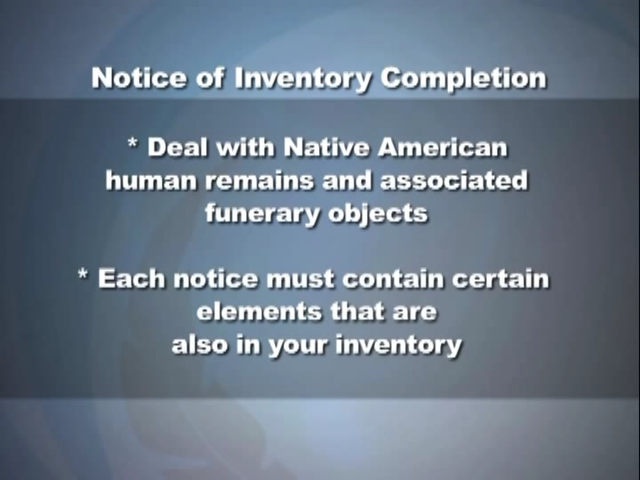 Notice of Inventory Completion
* Deal with Native American
human remains and associated
funerary objects
* Each notice must contain certain
elements that are
also in your inventory